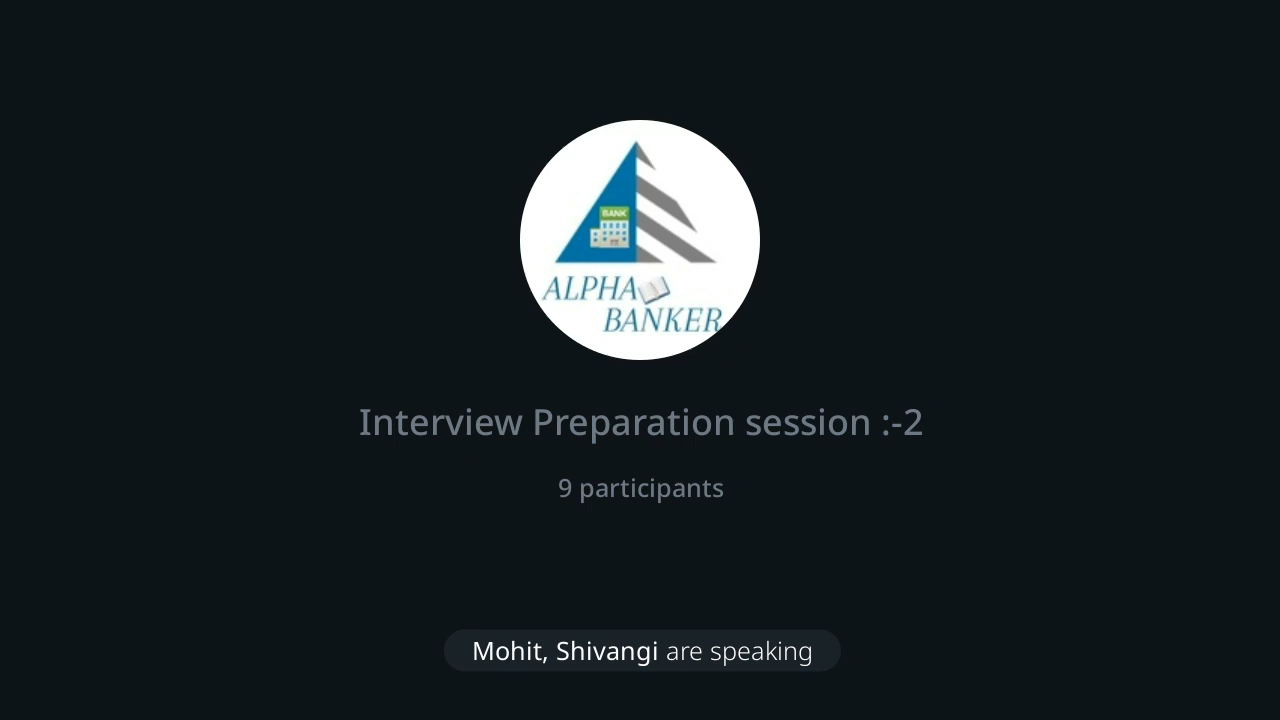 BANK
ALPHA
BANKER
Interview Preparation session :-2
9 participants
Mohit, Shivangi are speaking